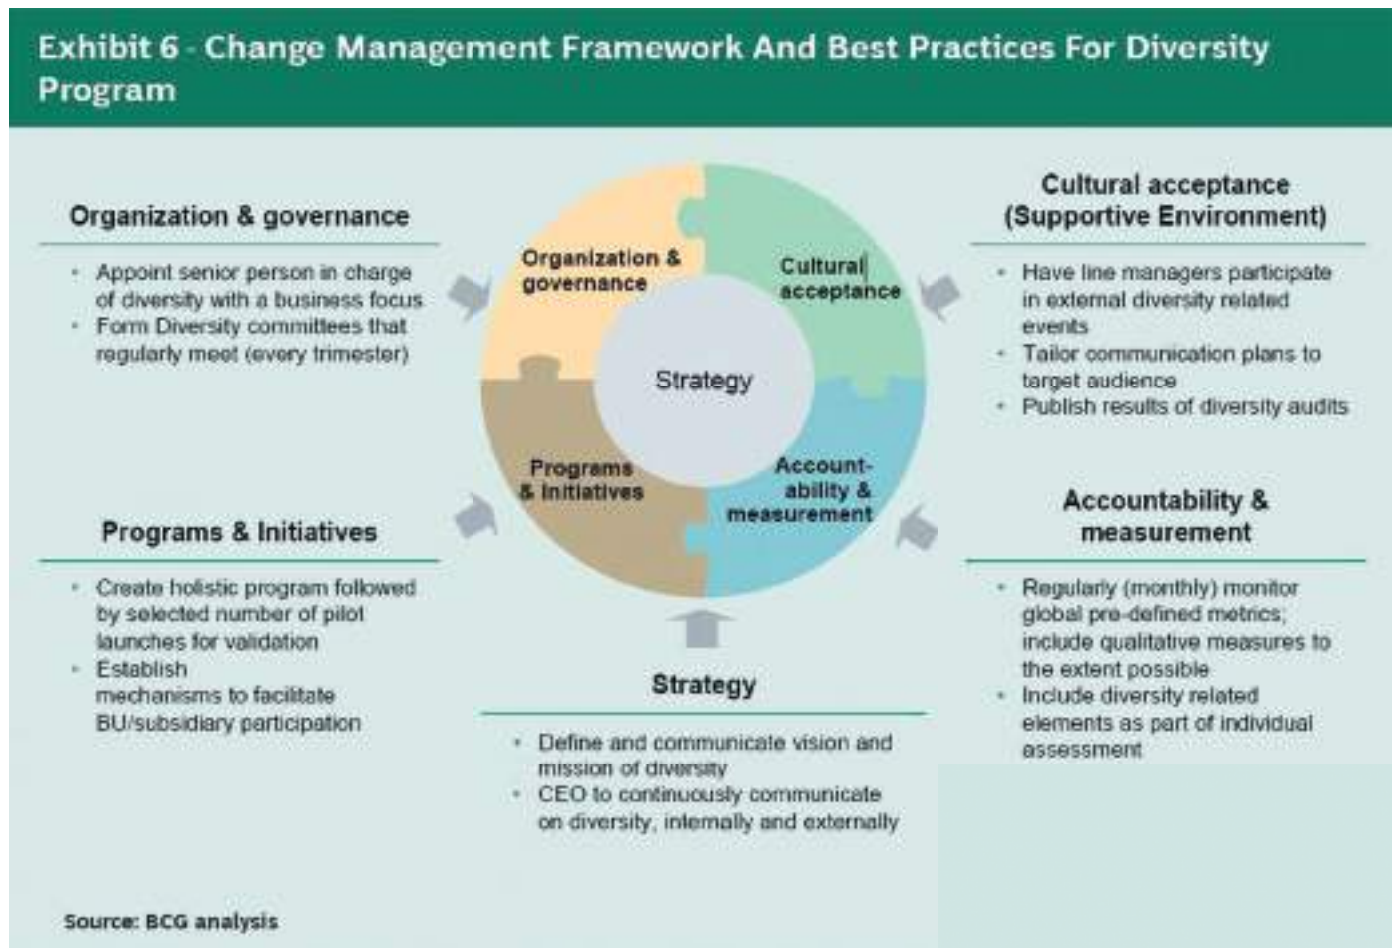 Exhibit 6 - Change Management Framework And Best Practices For Diversity
Program
Organization & governance
• Appoint senior person in charge
of diversity with a business focus
• Form Diversity committees that
regularly meet (every trimester)
Organization &
governance
Cultural
acceptance
Strategy
Programs
& Initiatives
Account-
ability &
measurement
Cultural acceptance
(Supportive Environment)
• Have line managers participate
in external diversity related
events
• Tailor communication plans to
target audience
• Publish results of diversity audits
Programs & Initiatives
• Create holistic program followed
by selected number of pilot
launches for validation
• Establish
mechanisms to facilitate
BU/subsidiary participation
Accountability &
measurement
• Regularly (monthly) monitor
global pre-defined metrics;
include qualitative measures to
the extent possible
• Include diversity related
elements as part of individual
assessment
Strategy
• Define and communicate vision and
mission of diversity
• CEO to continuously communicate
on diversity, internally and externally
Source: BCG analysis